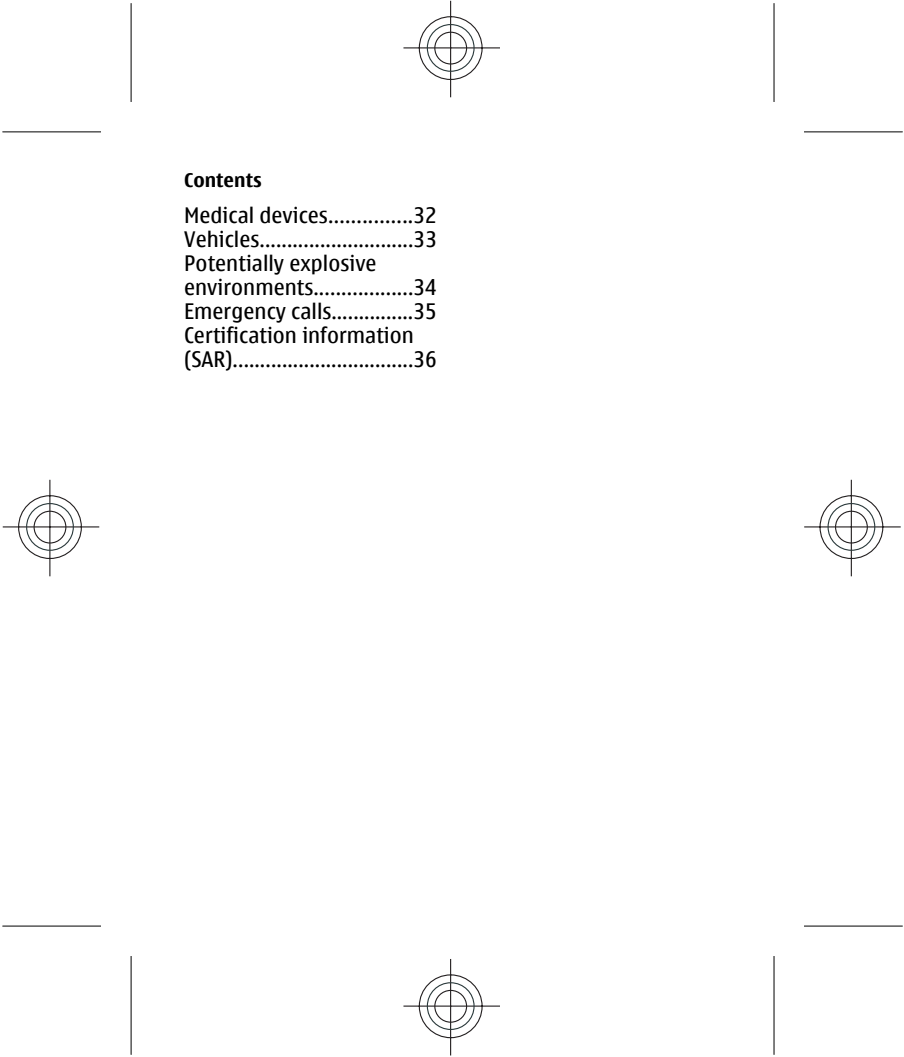 Contents
Medical devices...............32
Vehicles............................33
Potentially explosive
environments..................34
Emergency calls...............35
Certification information
(SAR).................................36